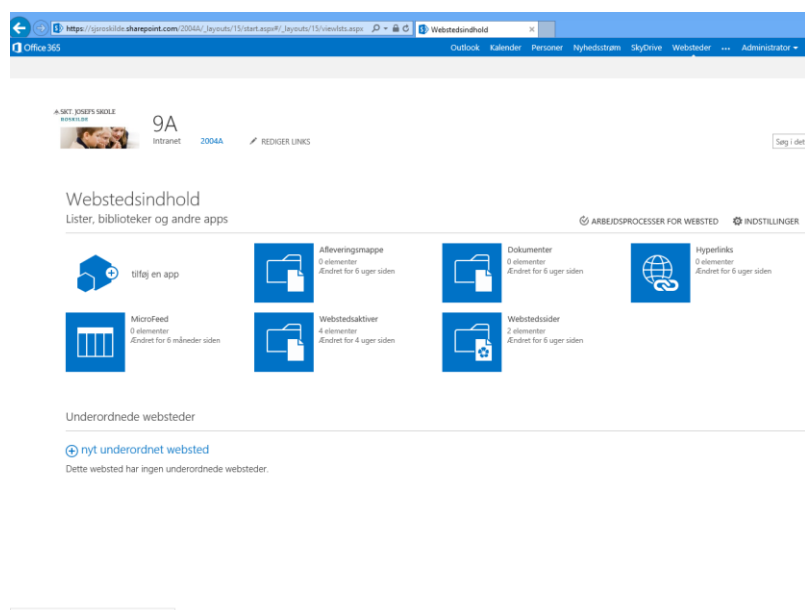 https://sjoroskilde.sharepoint.com/2004A/_layouts/15/start.aspx#/_layouts/15/viewlsts.aspx
Webstedsindhold
Office 365
Outlook Kalender Personer Nyhedsstrøm SkyDrive Websteder ... Administrator
SKT. JOSEFS SKOLE
ROSKILDE
9A
Intranet 2004A REDIGER LINKS
Søg i det
Webstedsindhold
Lister, biblioteker og andre apps
ARBEJDSPROCESSER FOR WEBSTED INDSTILLINGER
tilføj en app
Afleveringsmappe
0 elementer
Ændret for 6 uger siden
Dokumenter
0 elementer
Ændret for 6 uger siden
Hyperlinks
0 elementer
Ændret for 6 uger siden
MicroFeed
0 elementer
Ændret for 6 måneder siden
Webstedsaktiver
4 elementer
Ændret for 4 uger siden
Webstedssider
2 elementer
Ændret for 6 uger siden
Underordnede websteder
nyt underordnet websted
Dette websted har ingen underordnede websteder.